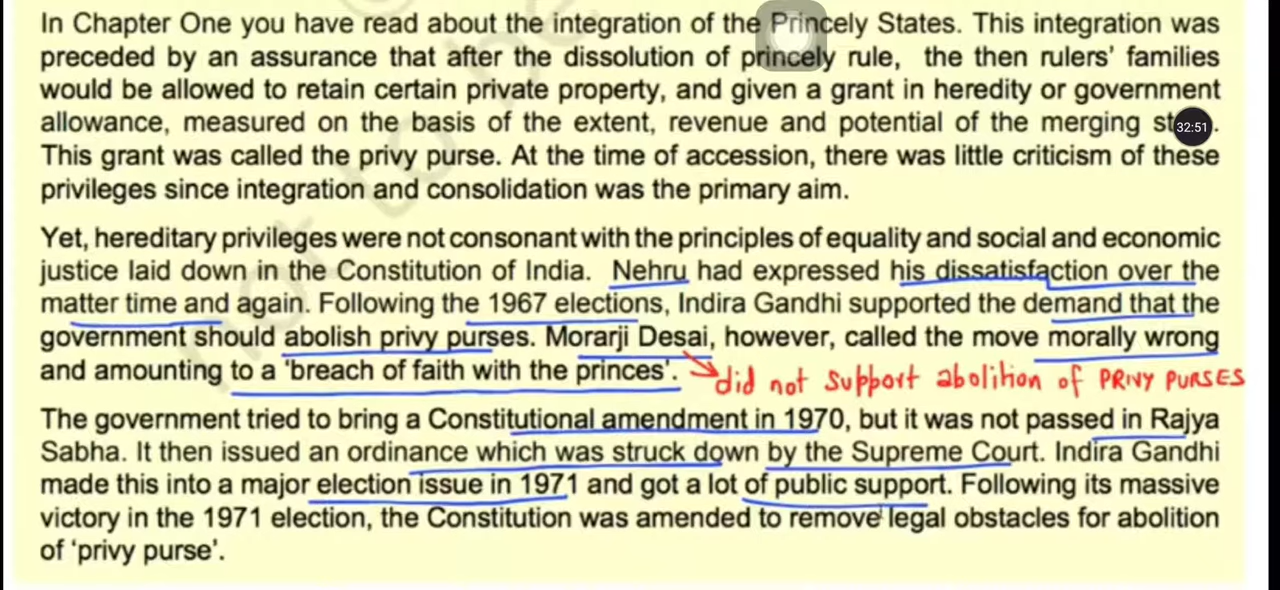 In Chapter One you have read about the integration of the Princely States. This integration was
preceded by an assurance that after the dissolution of princely rule, the then rulers' families
would be allowed to retain certain private property, and given a grant in heredity or government
allowance, measured on the basis of the extent, revenue and potential of the merging
32:51
This grant was called the privy purse. At the time of accession, there was little criticism of these
privileges since integration and consolidation was the primary aim.
Yet, hereditary privileges were not consonant with the principles of equality and social and economic
justice laid down in the Constitution of India. Nehru had expressed his dissatisfaction over the
matter time and again. Following the 1967 elections, Indira Gandhi supported the demand that the
government should abolish privy purses. Morarji Desai, however, called the move morally wrong
and amounting to a 'breach of faith with the princes'.
did not support abolition of PRIVY PURSES
The government tried to bring a Constitutional amendment in 1970, but it was not passed in Rajya
Sabha. It then issued an ordinance which was struck down by the Supreme Court. Indira Gandhi
made this into a major election issue in 1971 and got a lot of public support. Following its massive
victory in the 1971 election, the Constitution was amended to remove legal obstacles for abolition
of 'privy purse'.
not to be